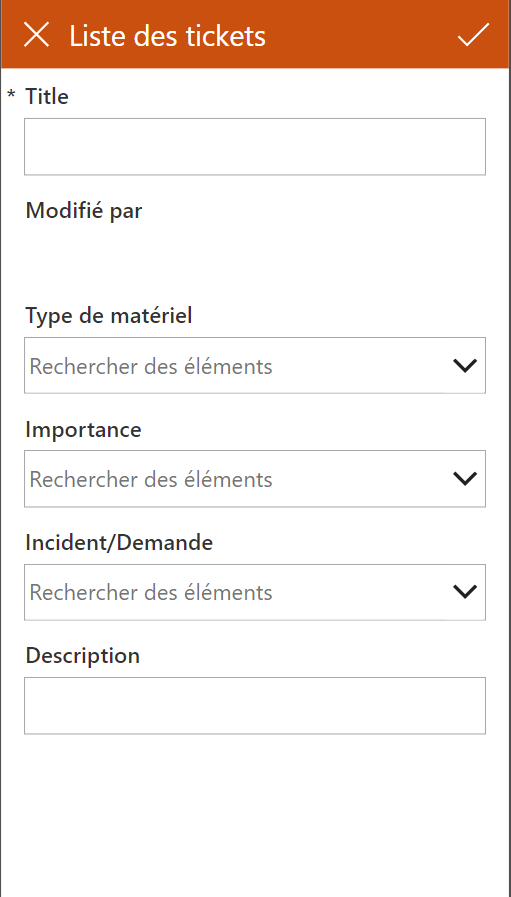 Liste des tickets
* Title
Modifié par
Type de matériel
Rechercher des éléments
Importance
Rechercher des éléments
Incident/Demande
Rechercher des éléments
Description